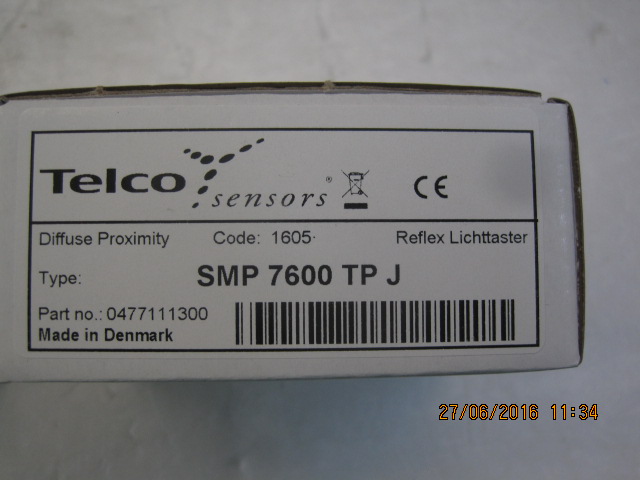 Telco sensors®
CE
Diffuse Proximity Code: 1605· Reflex Lichttaster
Type: SMP 7600 TP J
Part no.: 0477111300
Made in Denmark
27/06/2016 11:34